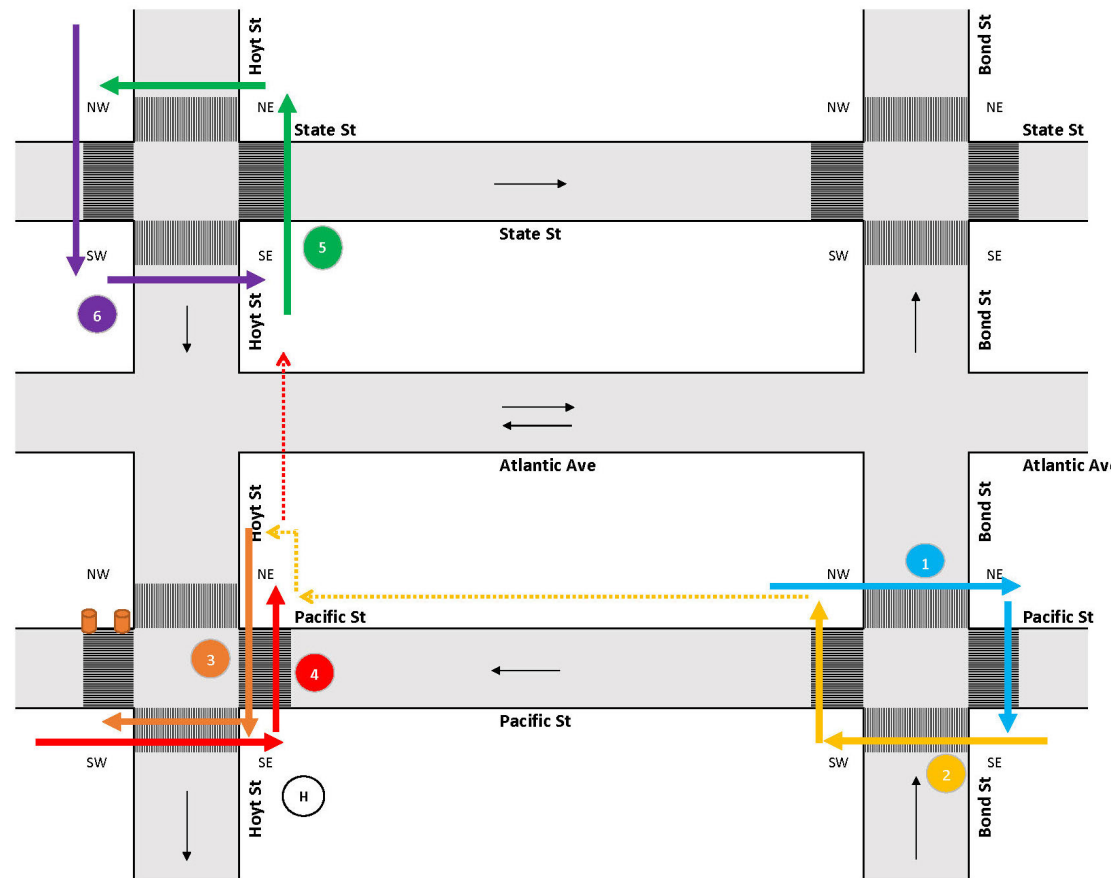 Hoyt St
Bond St
NW
NE
NW
NE
State St
State St
State St
5
SW
SE
SW
SE
6
Hoyt St
Bond St
Atlantic Ave
Atlantic Av
Hoyt St
Bond St
1
NW
NE
NW
NE
Pacific St
Pacific St
3
4
Pacific St
SW
SE
SW
SE
2
H
Hoyt St
Bond St